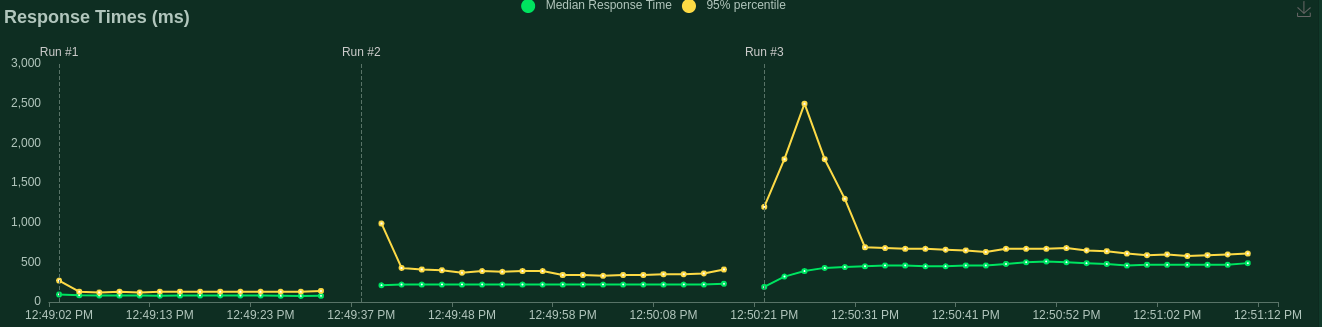 Response Times (ms)
Median Response Time
95% percentile
Run #1
Run #2
Run #3
3,000
2,500
2,000
1,500
1,000
500
0
12:49:02 PM
12:49:13 PM
12:49:23 PM
12:49:37 PM
12:49:48 PM
12:49:58 PM
12:50:08 PM
12:50:21 PM
12:50:31 PM
12:50:41 PM
12:50:52 PM
12:51:02 PM
12:51:12 PM